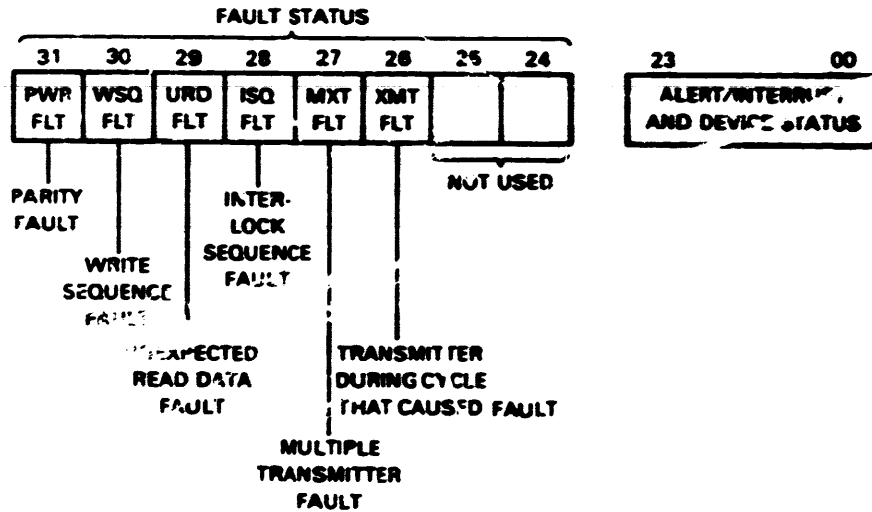 FAULT STATUS
31 30 29 28 27 26 25 24 23 00
PWR WSQ URD ISQ MXT XMT
FLT FLT FLT FLT FLT FLT
ALERT/INTERRUPT
AND DEVICE STATUS
NOT USED
PARITY
FAULT
WRITE
SEQUENCE
FAULT
INTER-
LOCK
SEQUENCE
FAULT
UNEXPECTED
READ DATA
FAULT
TRANSMITTER
DURING CYCLE
THAT CAUSED FAULT
MULTIPLE
TRANSMITTER
FAULT